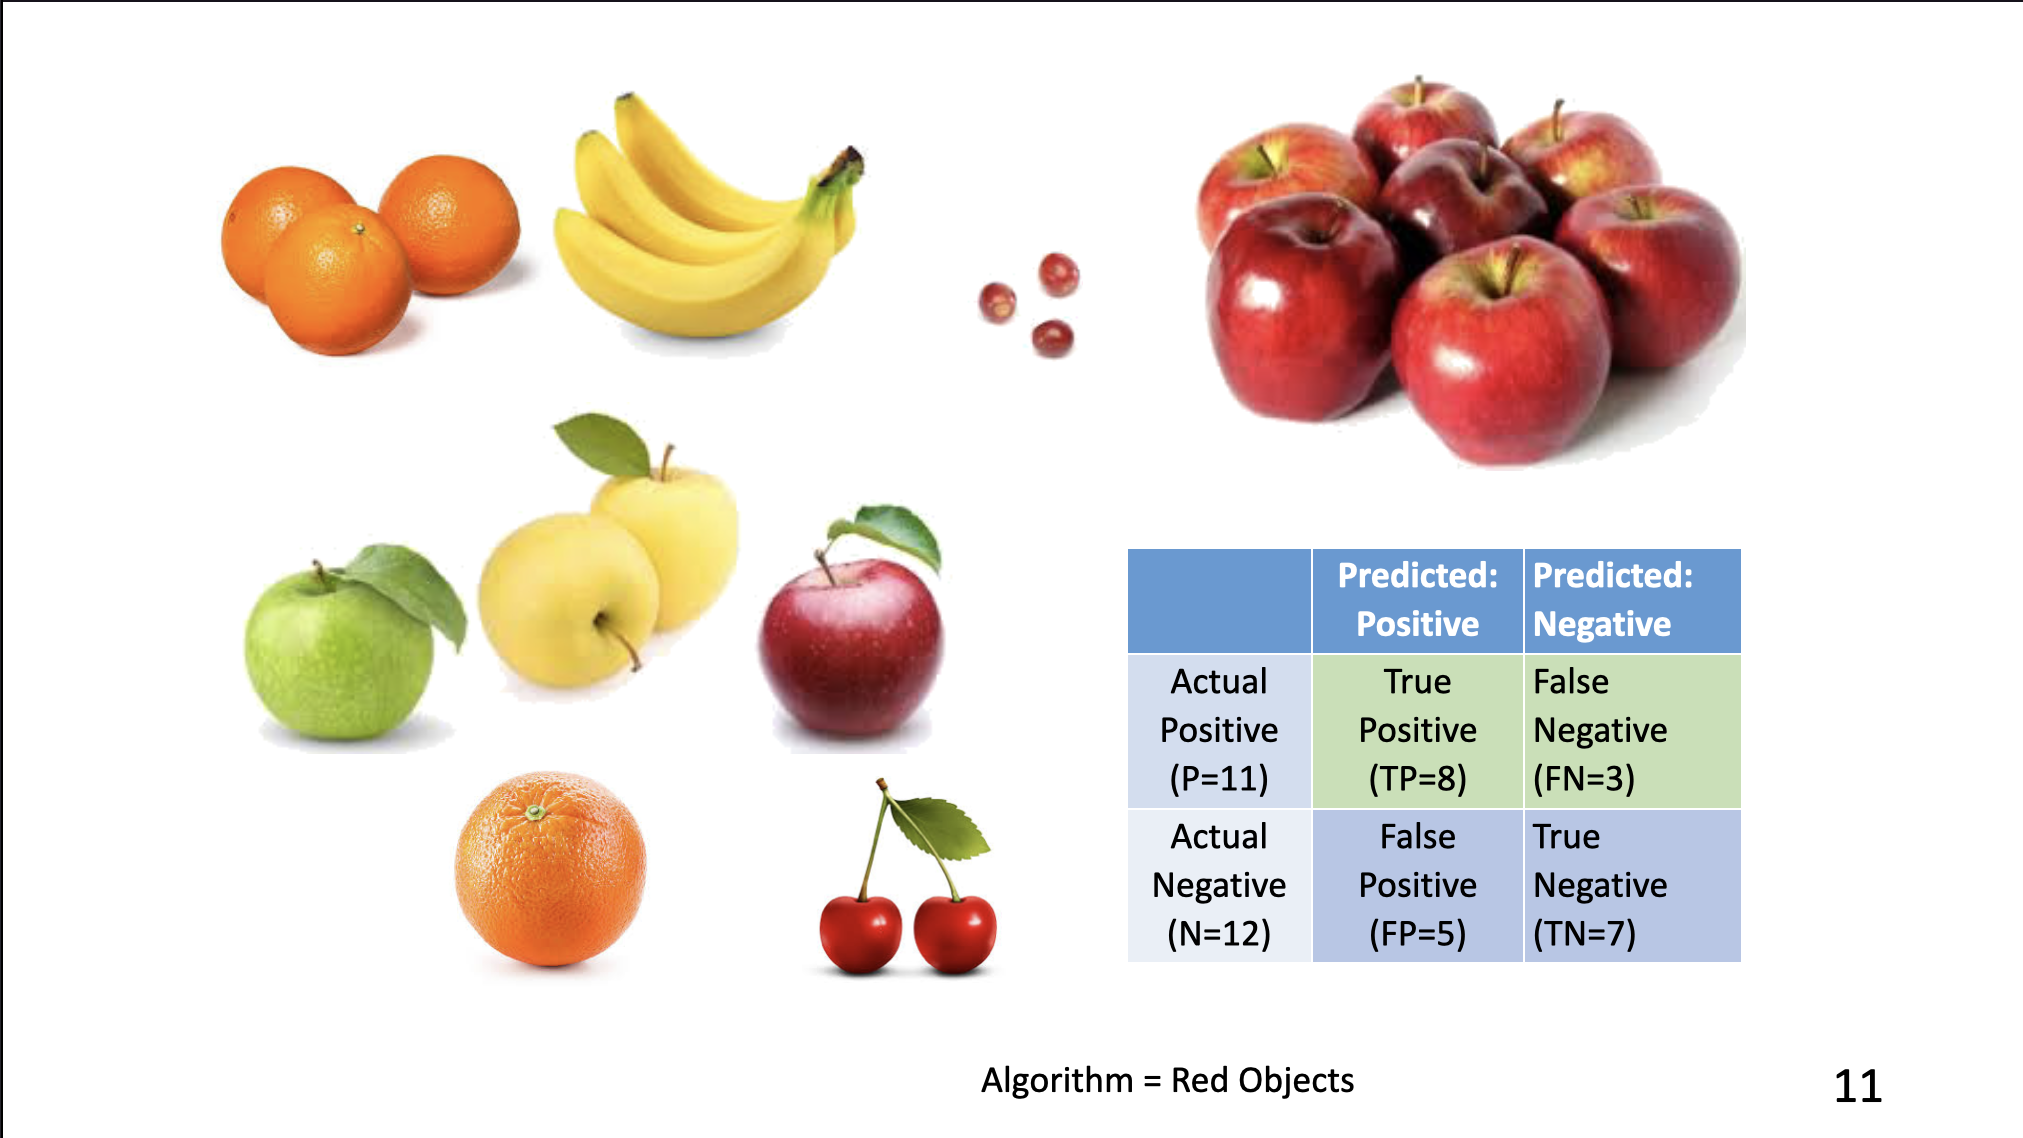 Predicted:
Positive
Predicted:
Negative
Actual
Positive
(P=11)
True
Positive
(TP=8)
False
Negative
(FN=3)
Actual
Negative
(N=12)
False
Positive
(FP=5)
True
Negative
(TN=7)
Algorithm = Red Objects
11